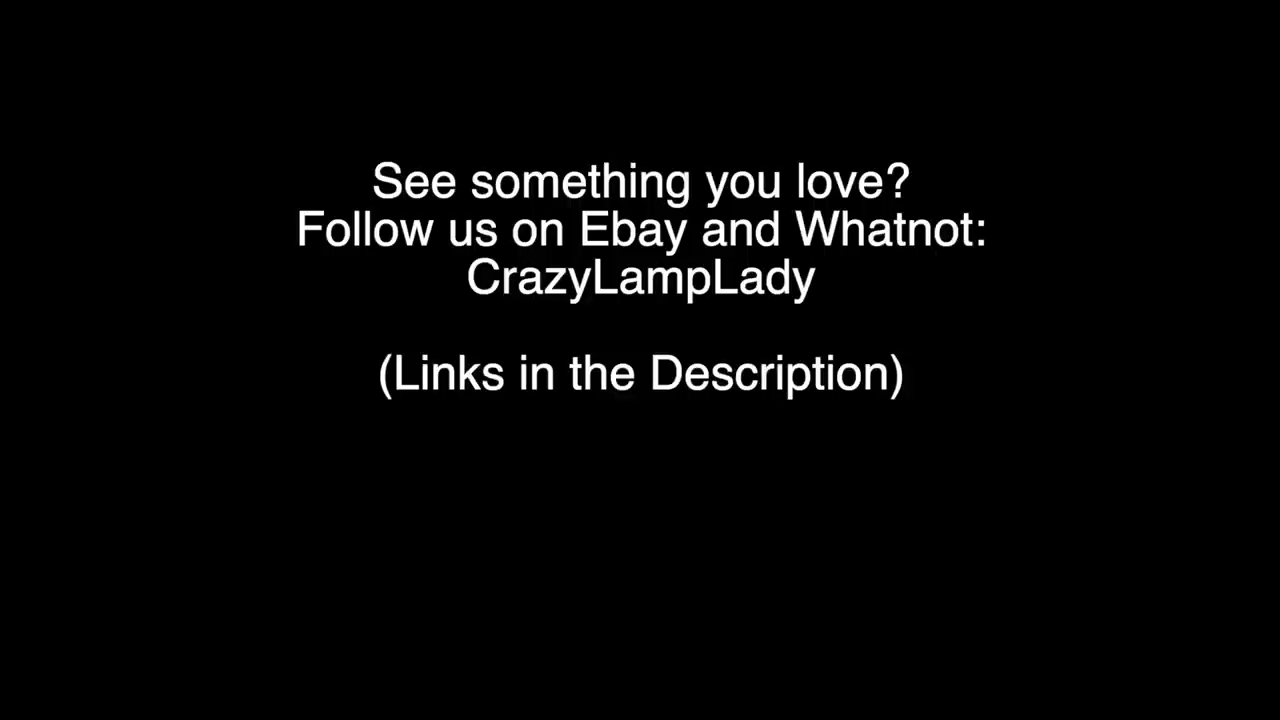 See something you love?
Follow us on Ebay and Whatnot:
CrazyLampLady
(Links in the Description)